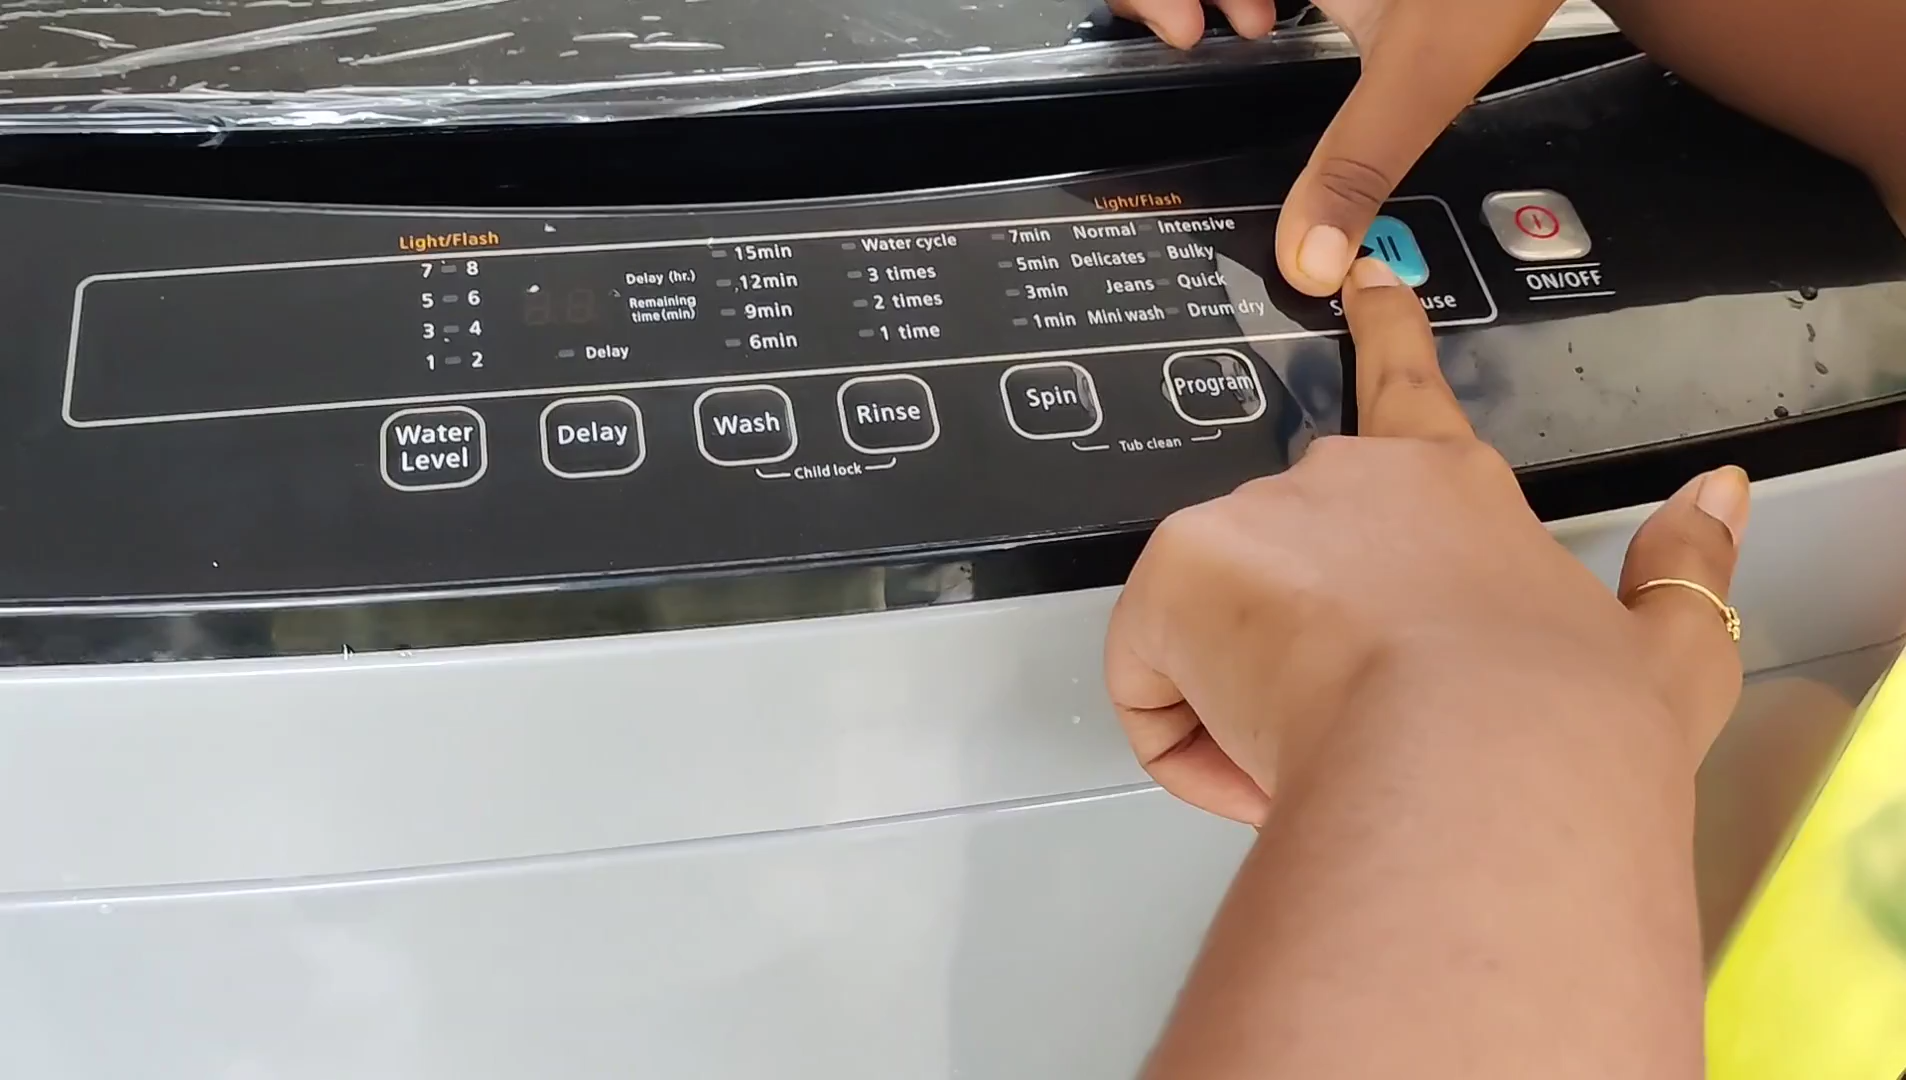 Light/Flash
7 8
5 6
3 4
1 2
Delay (hr.)
Remaining
time(min)
Delay
15min
12min
9min
6min
Water cycle
3 times
2 times
1 time
Light/Flash
7min
5min
3min
1min
Normal Intensive
Delicates Bulky
Jeans Quick
Mini wash Drum dry
ON/OFF
Water
Level
Delay
Wash
Rinse
Child lock
Spin
Program
Tub clean